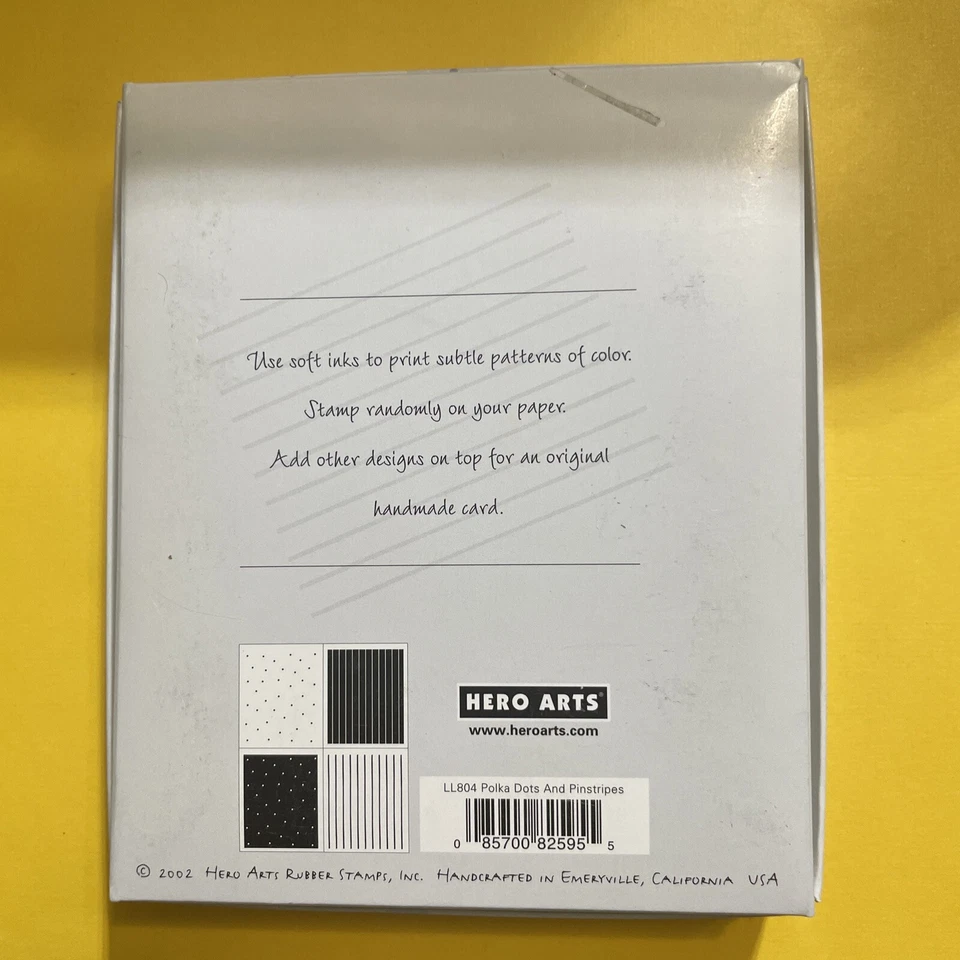 Use soft inks to print subtle patterns of color.
Stamp randomly on your paper.
Add other designs on top for an original
handmade card.
HERO ARTS®
www.heroarts.com
LL804 Polka Dots And Pinstripes
0 85700 82595 5
© 2002 Hero Arts Rubber Stamps, Inc. Handcrafted in Emeryville, California USA